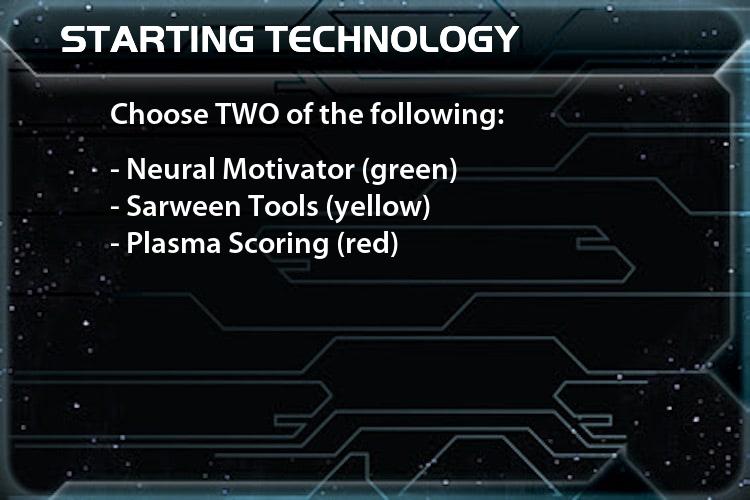 STARTING TECHNOLOGY
Choose TWO of the following:
- Neural Motivator (green)
- Sarween Tools (yellow)
- Plasma Scoring (red)